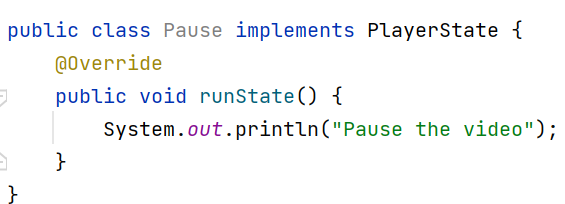 public class Pause implements PlayerState {
    @Override
    public void runState() {
        System.out.println("Pause the video");
    }
}